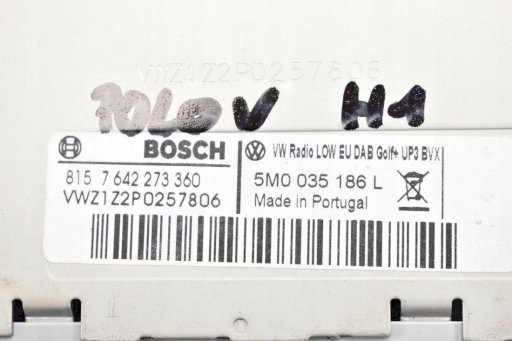 VWZ1Z2P0257806
POLO V H1
BOSCH VW Radio LOW EU DAB Golf+ UP3 BVX
815 7 642 273 360 5M0 035 186 L
VWZ1Z2P0257806 Made in Portugal